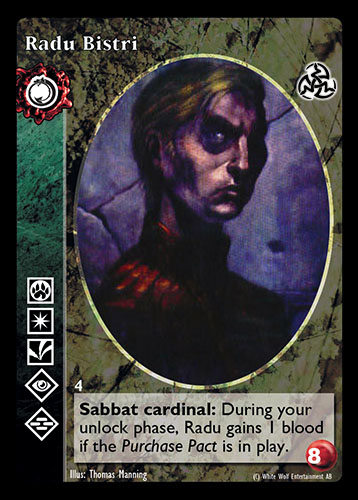 Radu Bistri
4
Sabbat cardinal: During your
unlock phase, Radu gains 1 blood
if the Purchase Pact is in play.
8
Illus: Thomas Manning
(C) White Wolf Entertainment AB